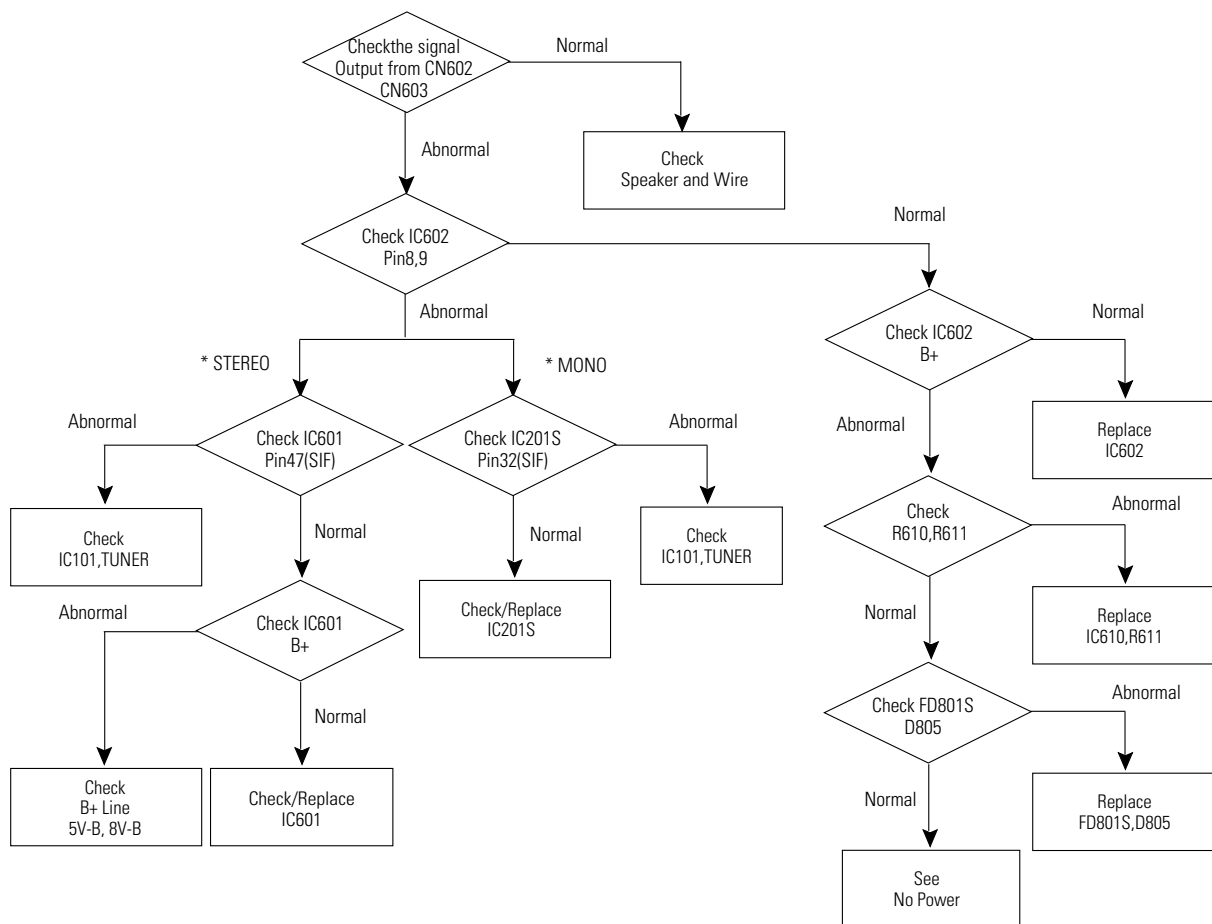 Checkthe signal
Output from CN602
CN603
Normal
Abnormal
Check
Speaker and Wire
Check IC602
Pin8,9
Normal
Abnormal
Check IC602
B+
Normal
Replace
IC602
* STEREO
* MONO
Abnormal
Check IC601
Pin47(SIF)
Check IC201S
Pin32(SIF)
Abnormal
Abnormal
Check
IC101,TUNER
Normal
Normal
Check
IC101,TUNER
Check
R610,R611
Abnormal
Abnormal
Check IC601
B+
Check/Replace
IC201S
Normal
Replace
IC610,R611
Normal
Check FD801S
D805
Abnormal
Check
B+ Line
5V-B, 8V-B
Check/Replace
IC601
Normal
Replace
FD801S,D805
See
No Power